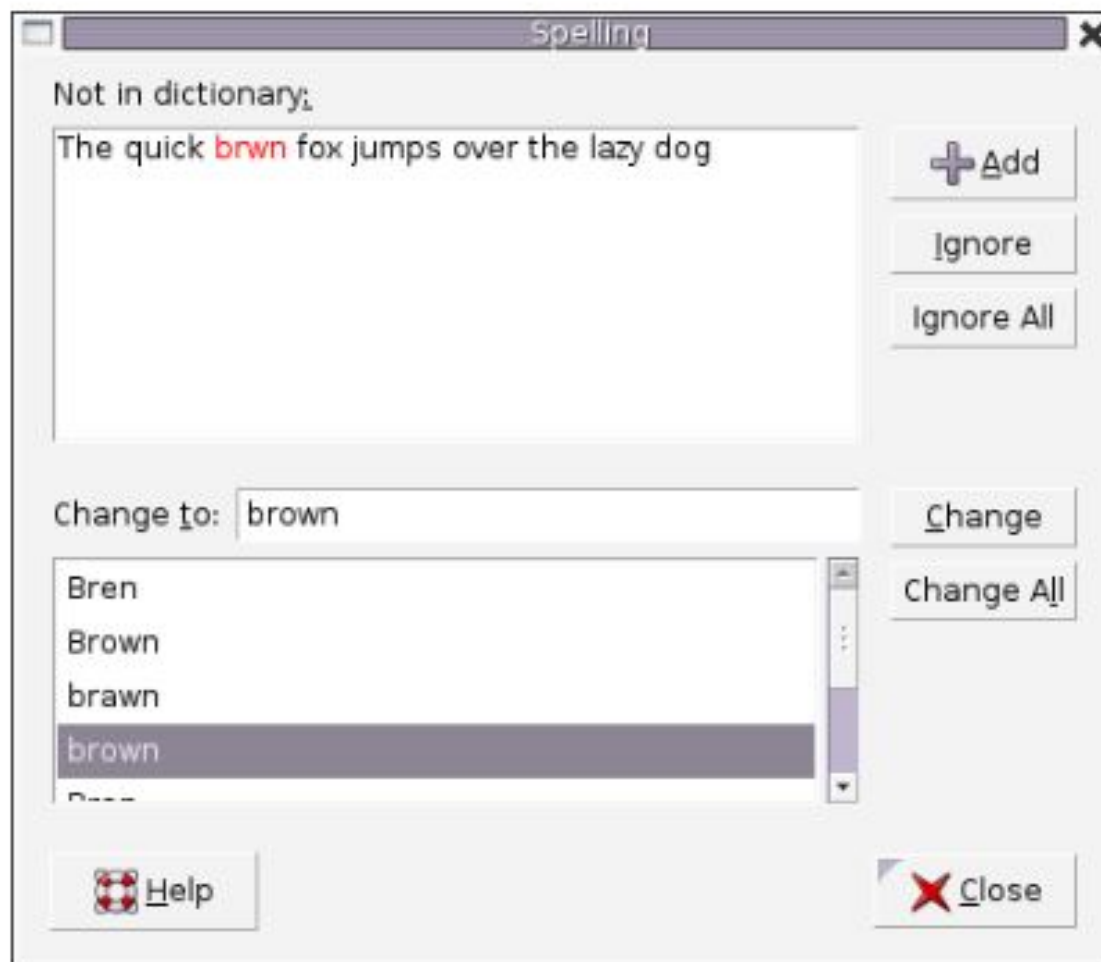 Spelling
Not in dictionary:
The quick brwn fox jumps over the lazy dog
Add
Ignore
Ignore All
Change to: brown
Change
Bren
Change All
Brown
brawn
brown
Help
Close